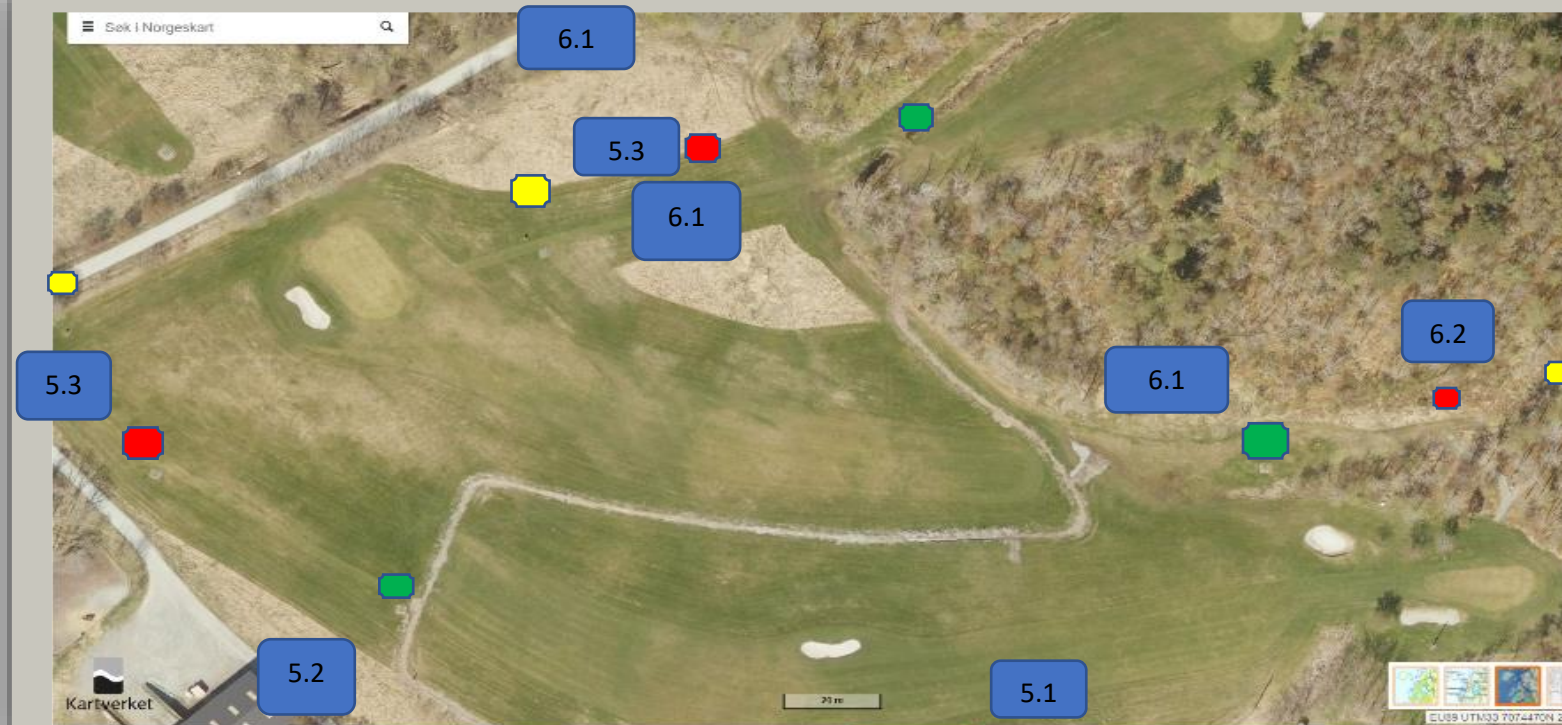 Søk i Norgeskart
6.1
5.3
6.1
6.2
6.1
5.3
5.2
5.1
Kartverket
20 m
EU89 UTM33 7074470N